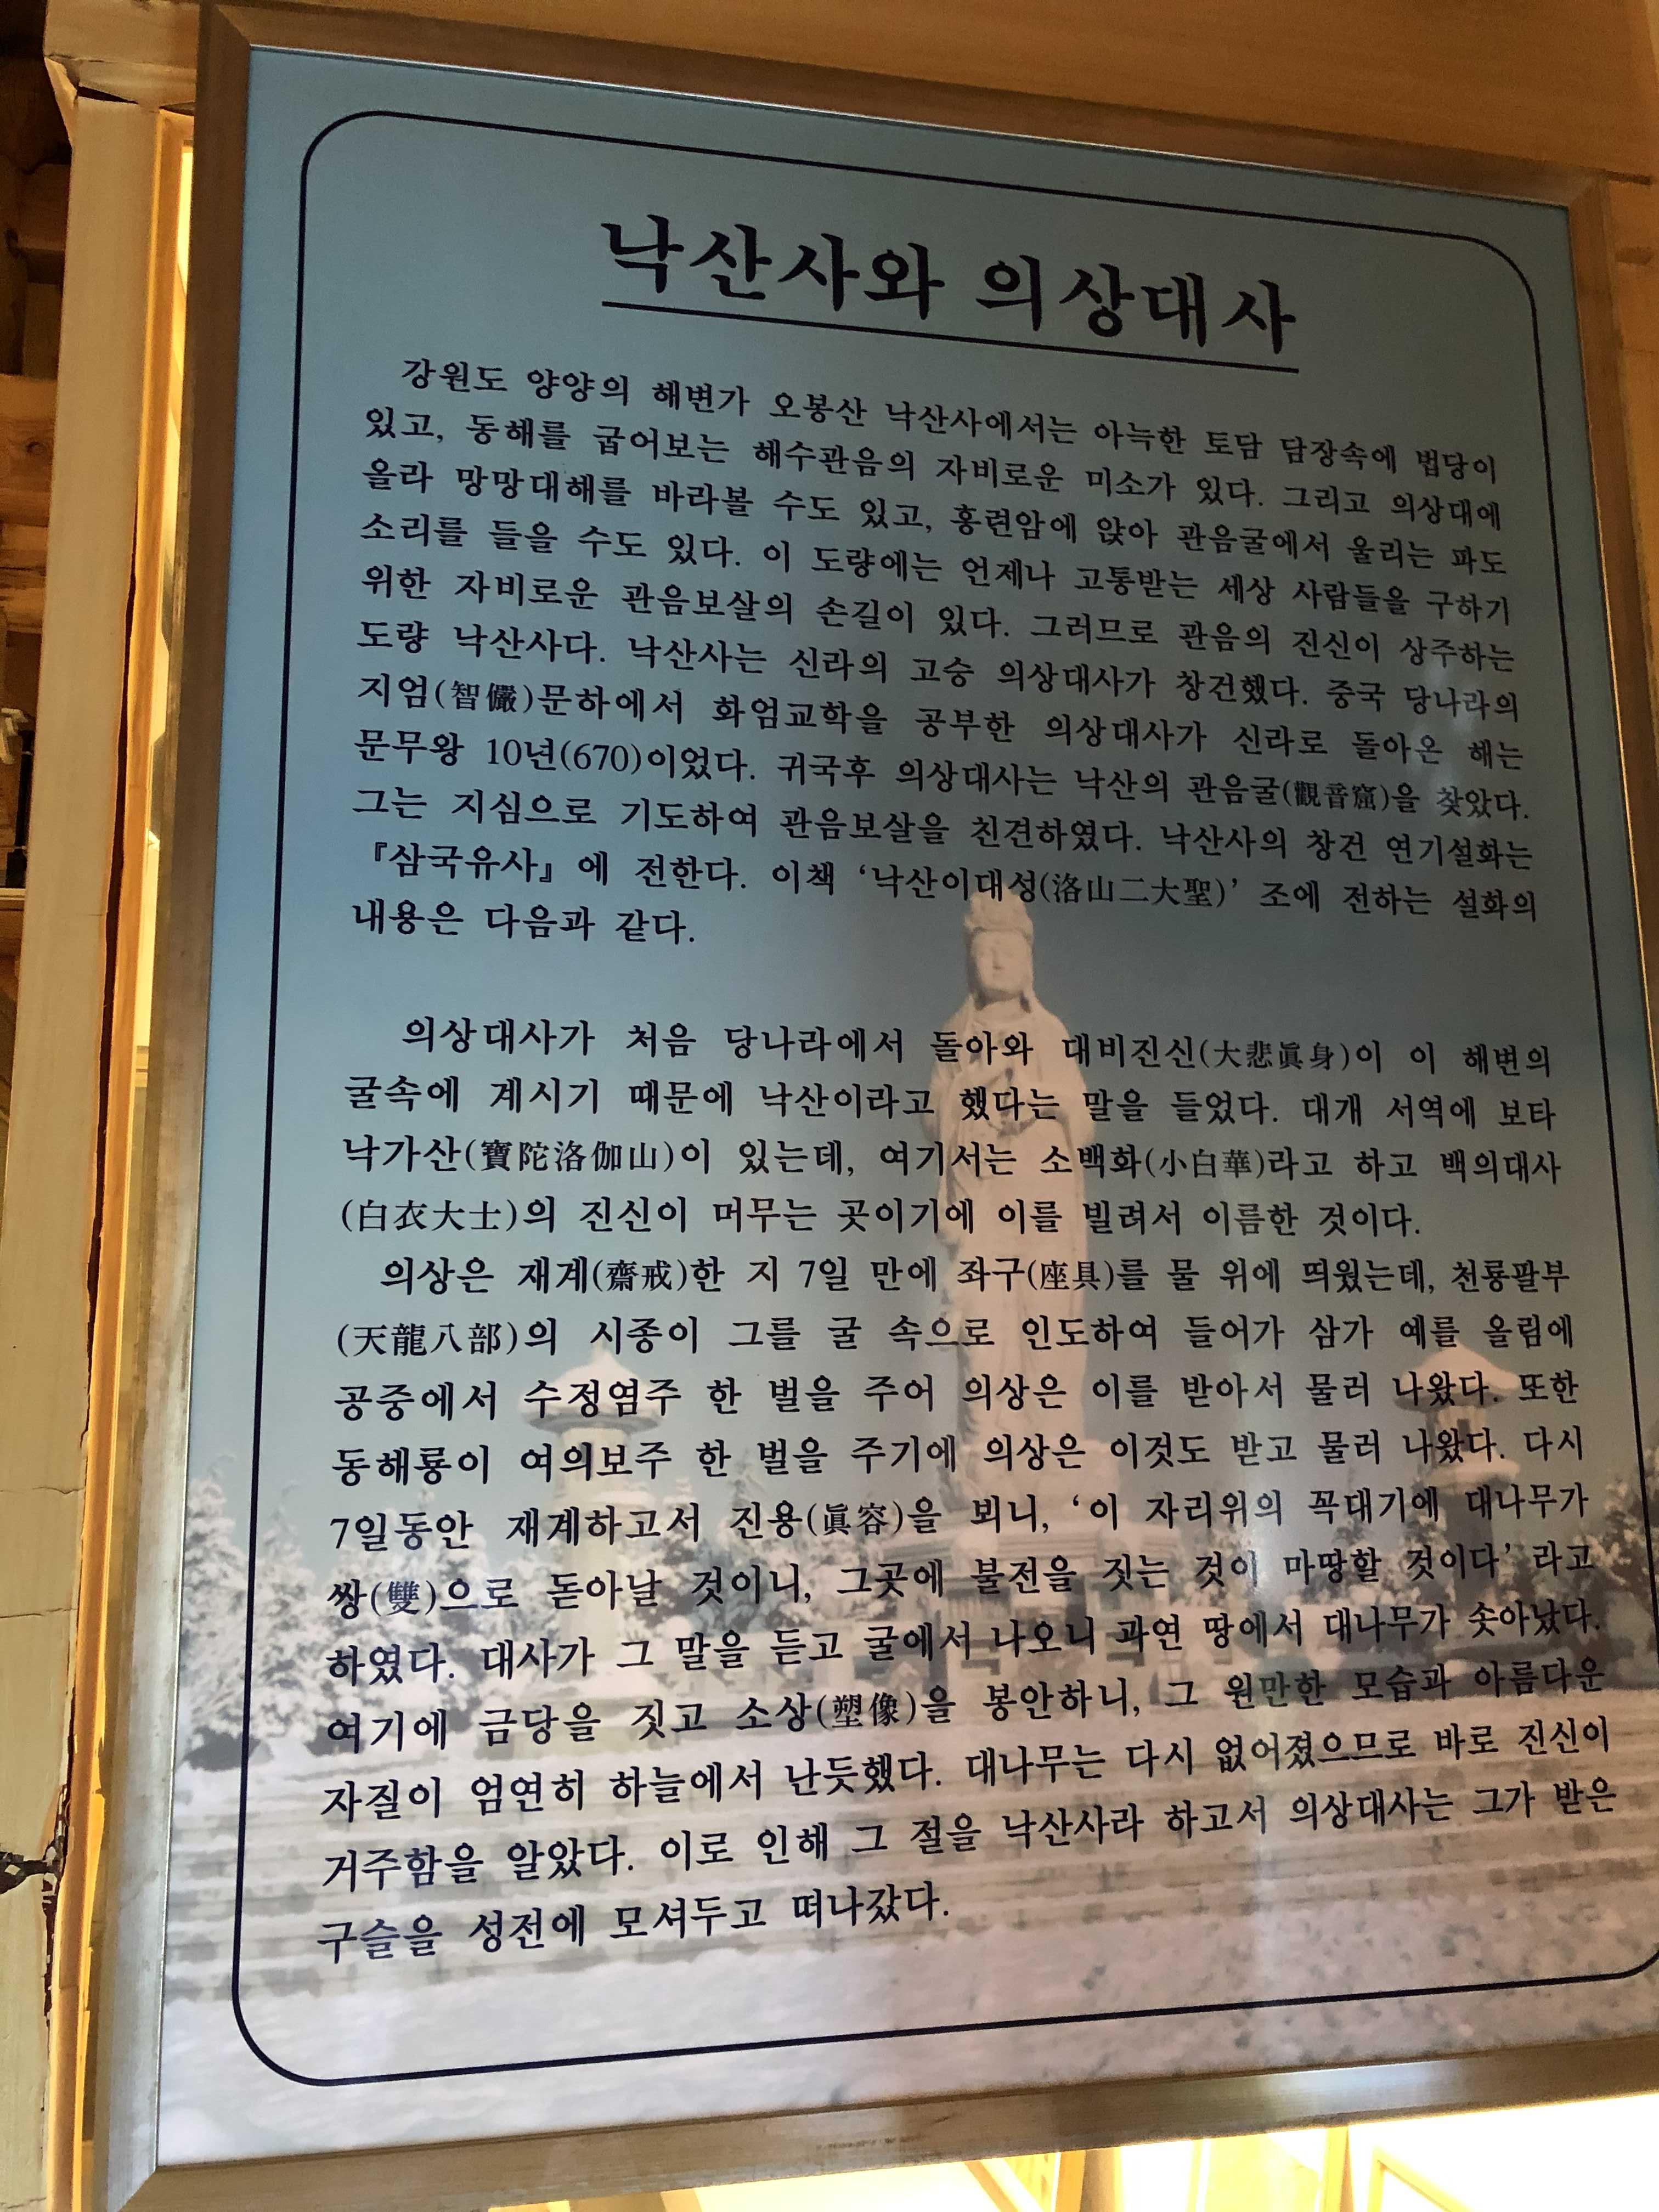 낙산사와 의상대사
강원도 양양의 해변가 오봉산 낙산사에서는 아늑한 토담 담장속에 법당이
있고, 동해를 굽어보는 해수관음의 자비로운 미소가 있다. 그리고 의상대에
올라 망망대해를 바라볼 수도 있고, 홍련암에 앉아 관음굴에서 울리는 파도
소리를 들을 수도 있다. 이 도량에는 언제나 고통받는 세상 사람들을 구하기
위한 자비로운 관음보살의 손길이 있다. 그러므로 관음의 진신이 상주하는
도량 낙산사다. 낙산사는 신라의 고승 의상대사가 창건했다. 중국 당나라의
지엄(智儼)문하에서 화엄교학을 공부한 의상대사가 신라로 돌아온 해는
문무왕 10년(670)이었다. 귀국후 의상대사는 낙산의 관음굴(觀音窟)을 찾았다.
그는 지심으로 기도하여 관음보살을 친견하였다. 낙산사의 창건 연기설화는
『삼국유사』에 전한다. 이책 ‘낙산이대성(洛山二大聖)’ 조에 전하는 설화의
내용은 다음과 같다.
의상대사가 처음 당나라에서 돌아와 대비진신(大悲眞身)이 이 해변의
굴속에 계시기 때문에 낙산이라고 했다는 말을 들었다. 대개 서역에 보타
낙가산(寶陀洛伽山)이 있는데, 여기서는 소백화(小白華)라고 하고 백의대사
(白衣大士)의 진신이 머무는 곳이기에 이를 빌려서 이름한 것이다.
의상은 재계(齋戒)한 지 7일 만에 좌구(座具)를 물 위에 띄웠는데, 천룡팔부
(天龍八部)의 시종이 그를 굴 속으로 인도하여 들어가 삼가 예를 올림에
공중에서 수정염주 한 벌을 주어 의상은 이를 받아서 물러 나왔다. 또한
동해룡이 여의보주 한 벌을 주기에 의상은 이것도 받고 물러 나왔다. 다시
7일동안 재계하고서 진용(眞容)을 뵈니, ‘이 자리위의 꼭대기에 대나무가
쌍(雙)으로 돋아날 것이니, 그곳에 불전을 짓는 것이 마땅할 것이다’ 라고
하였다. 대사가 그 말을 듣고 굴에서 나오니 과연 땅에서 대나무가 솟아났다.
여기에 금당을 짓고 소상(塑像)을 봉안하니, 그 원만한 모습과 아름다운
자질이 엄연히 하늘에서 난듯했다. 대나무는 다시 없어졌으므로 바로 진신이
거주함을 알았다. 이로 인해 그 절을 낙산사라 하고서 의상대사는 그가 받은
구슬을 성전에 모셔두고 떠나갔다.